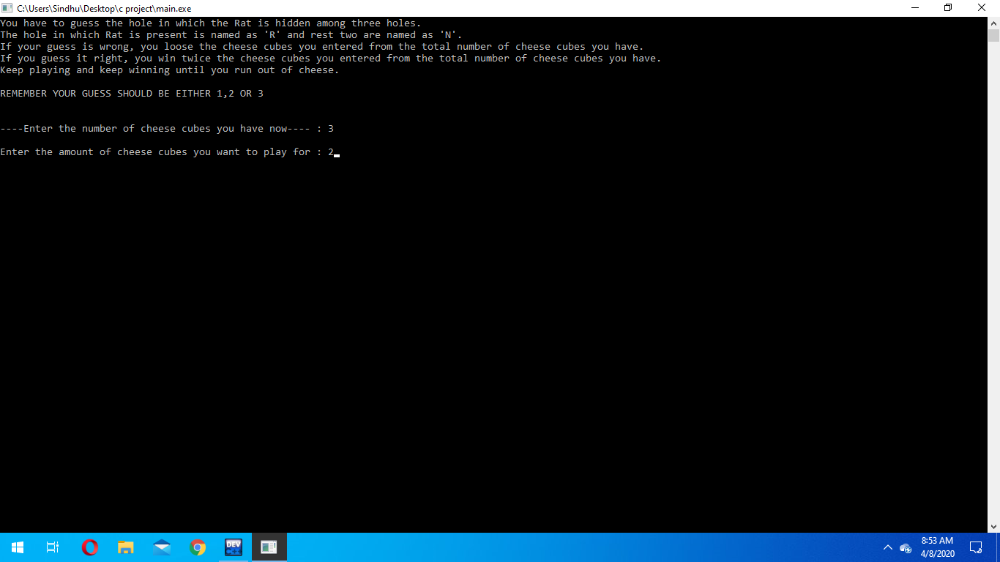 C:\Users\Sindhu\Desktop\c project\main.exe
You have to guess the hole in which the Rat is hidden among three holes.
The hole in which Rat is present is named as 'R' and rest two are named as 'N'.
If your guess is wrong, you loose the cheese cubes you entered from the total number of cheese cubes you have.
If you guess it right, you win twice the cheese cubes you entered from the total number of cheese cubes you have.
Keep playing and keep winning until you run out of cheese.
REMEMBER YOUR GUESS SHOULD BE EITHER 1,2 OR 3
----Enter the number of cheese cubes you have now---- : 3
Enter the amount of cheese cubes you want to play for : 2
DEV
C++
8:53 AM
4/8/2020